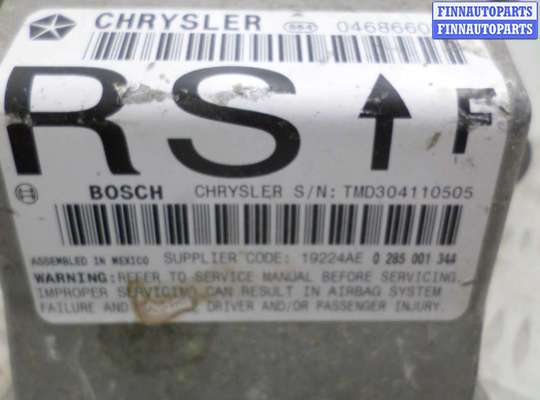 FINNAUTOPARTS
FINNAUTOPARTS
CHRYSLER
RS F
BOSCH CHRYSLER S/N: TMD304110505
ASSEMBLED IN MEXICO SUPPLIER CODE: 19224AE 0 285 001 34A
WARNING: REFER TO SERVICE MANUAL BEFORE SERVICING.
IMPROPER SERVICING CAN RESULT IN AIRBAG SYSTEM
FAILURE AND DRIVER AND/OR PASSENGER INJURY.